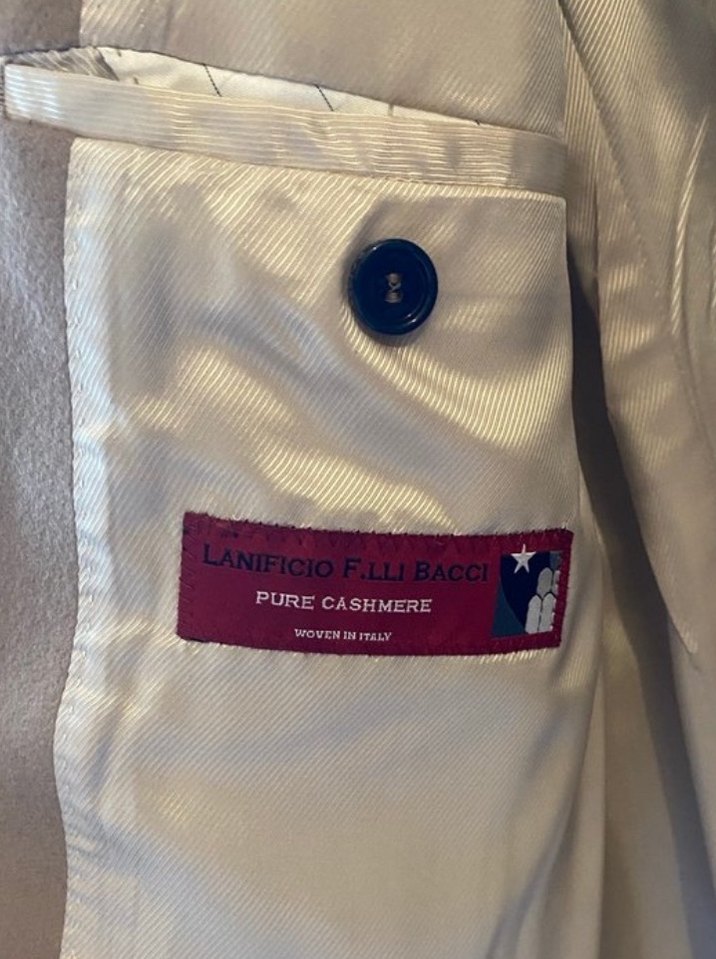 LANIFICIO F.LLI BACCI
PURE CASHMERE
WOVEN IN ITALY